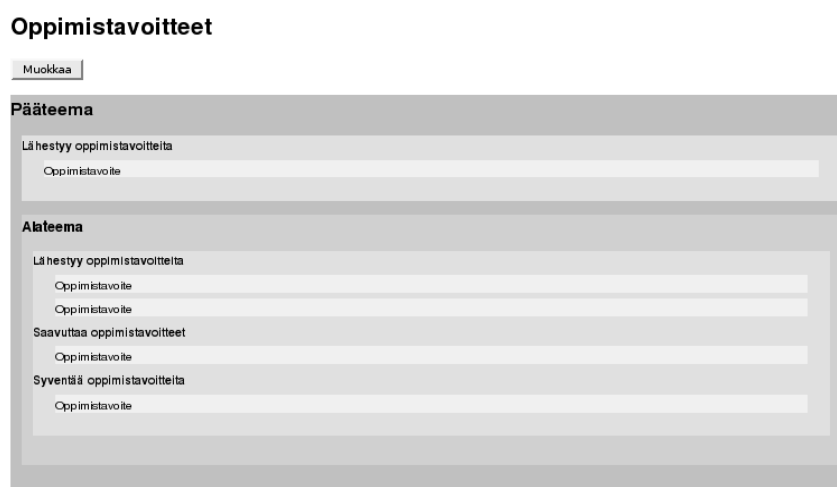 Oppimistavoitteet
Muokkaa
Pääteema
Lähestyy oppimistavoitteita
Oppimistavoite
Alateema
Lähestyy oppimistavoitteita
Oppimistavoite
Oppimistavoite
Saavuttaa oppimistavoitteet
Oppimistavoite
Syventää oppimistavoitteita
Oppimistavoite